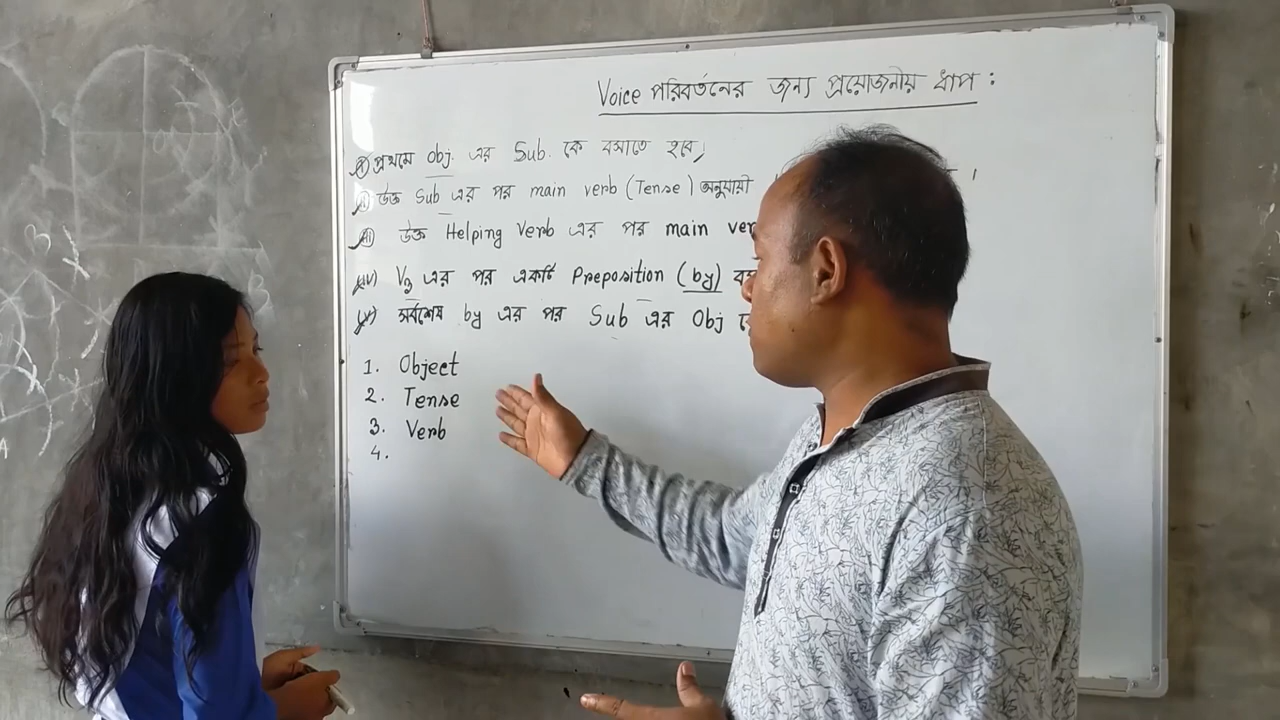 Voice পরিবর্তনের জন্য প্রয়োজনীয় ধাপ :
(i) প্রথমে obj. এর Sub. কে বসাতে হবে,
(ii) উক্ত Sub এর পর main verb (Tense) অনুযায়ী ।
(iii) উক্ত Helping Verb এর পর main ver
(iv) V3 এর পর একটি Preposition (by)
(v) সর্বশেষ by এর পর Sub এর Obj
1. Object
2. Tense
3. Verb
4.